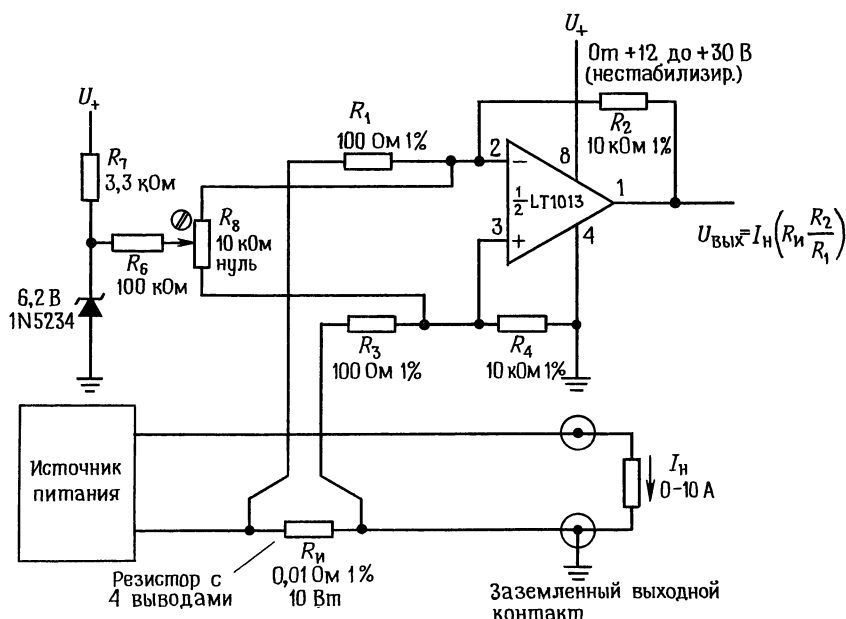 U₊
От +12 до +30 В
(нестабилизир.)
U₊
R₁
100 Ом 1%
R₂
10 кОм 1%
R₇
3,3 кОм
2
−
8
½LT1013
1
3
+
4
Uвых=Iн(Rи R₂/R₁)
R₈
10 кОм
нуль
R₆
100 кОм
6,2 В
1N5234
R₃
100 Ом 1%
R₄
10 кОм 1%
Источник
питания
Iн
0–10 А
Rи
0,01 Ом 1%
10 Вт
Резистор с
4 выводами
Заземленный выходной
контакт